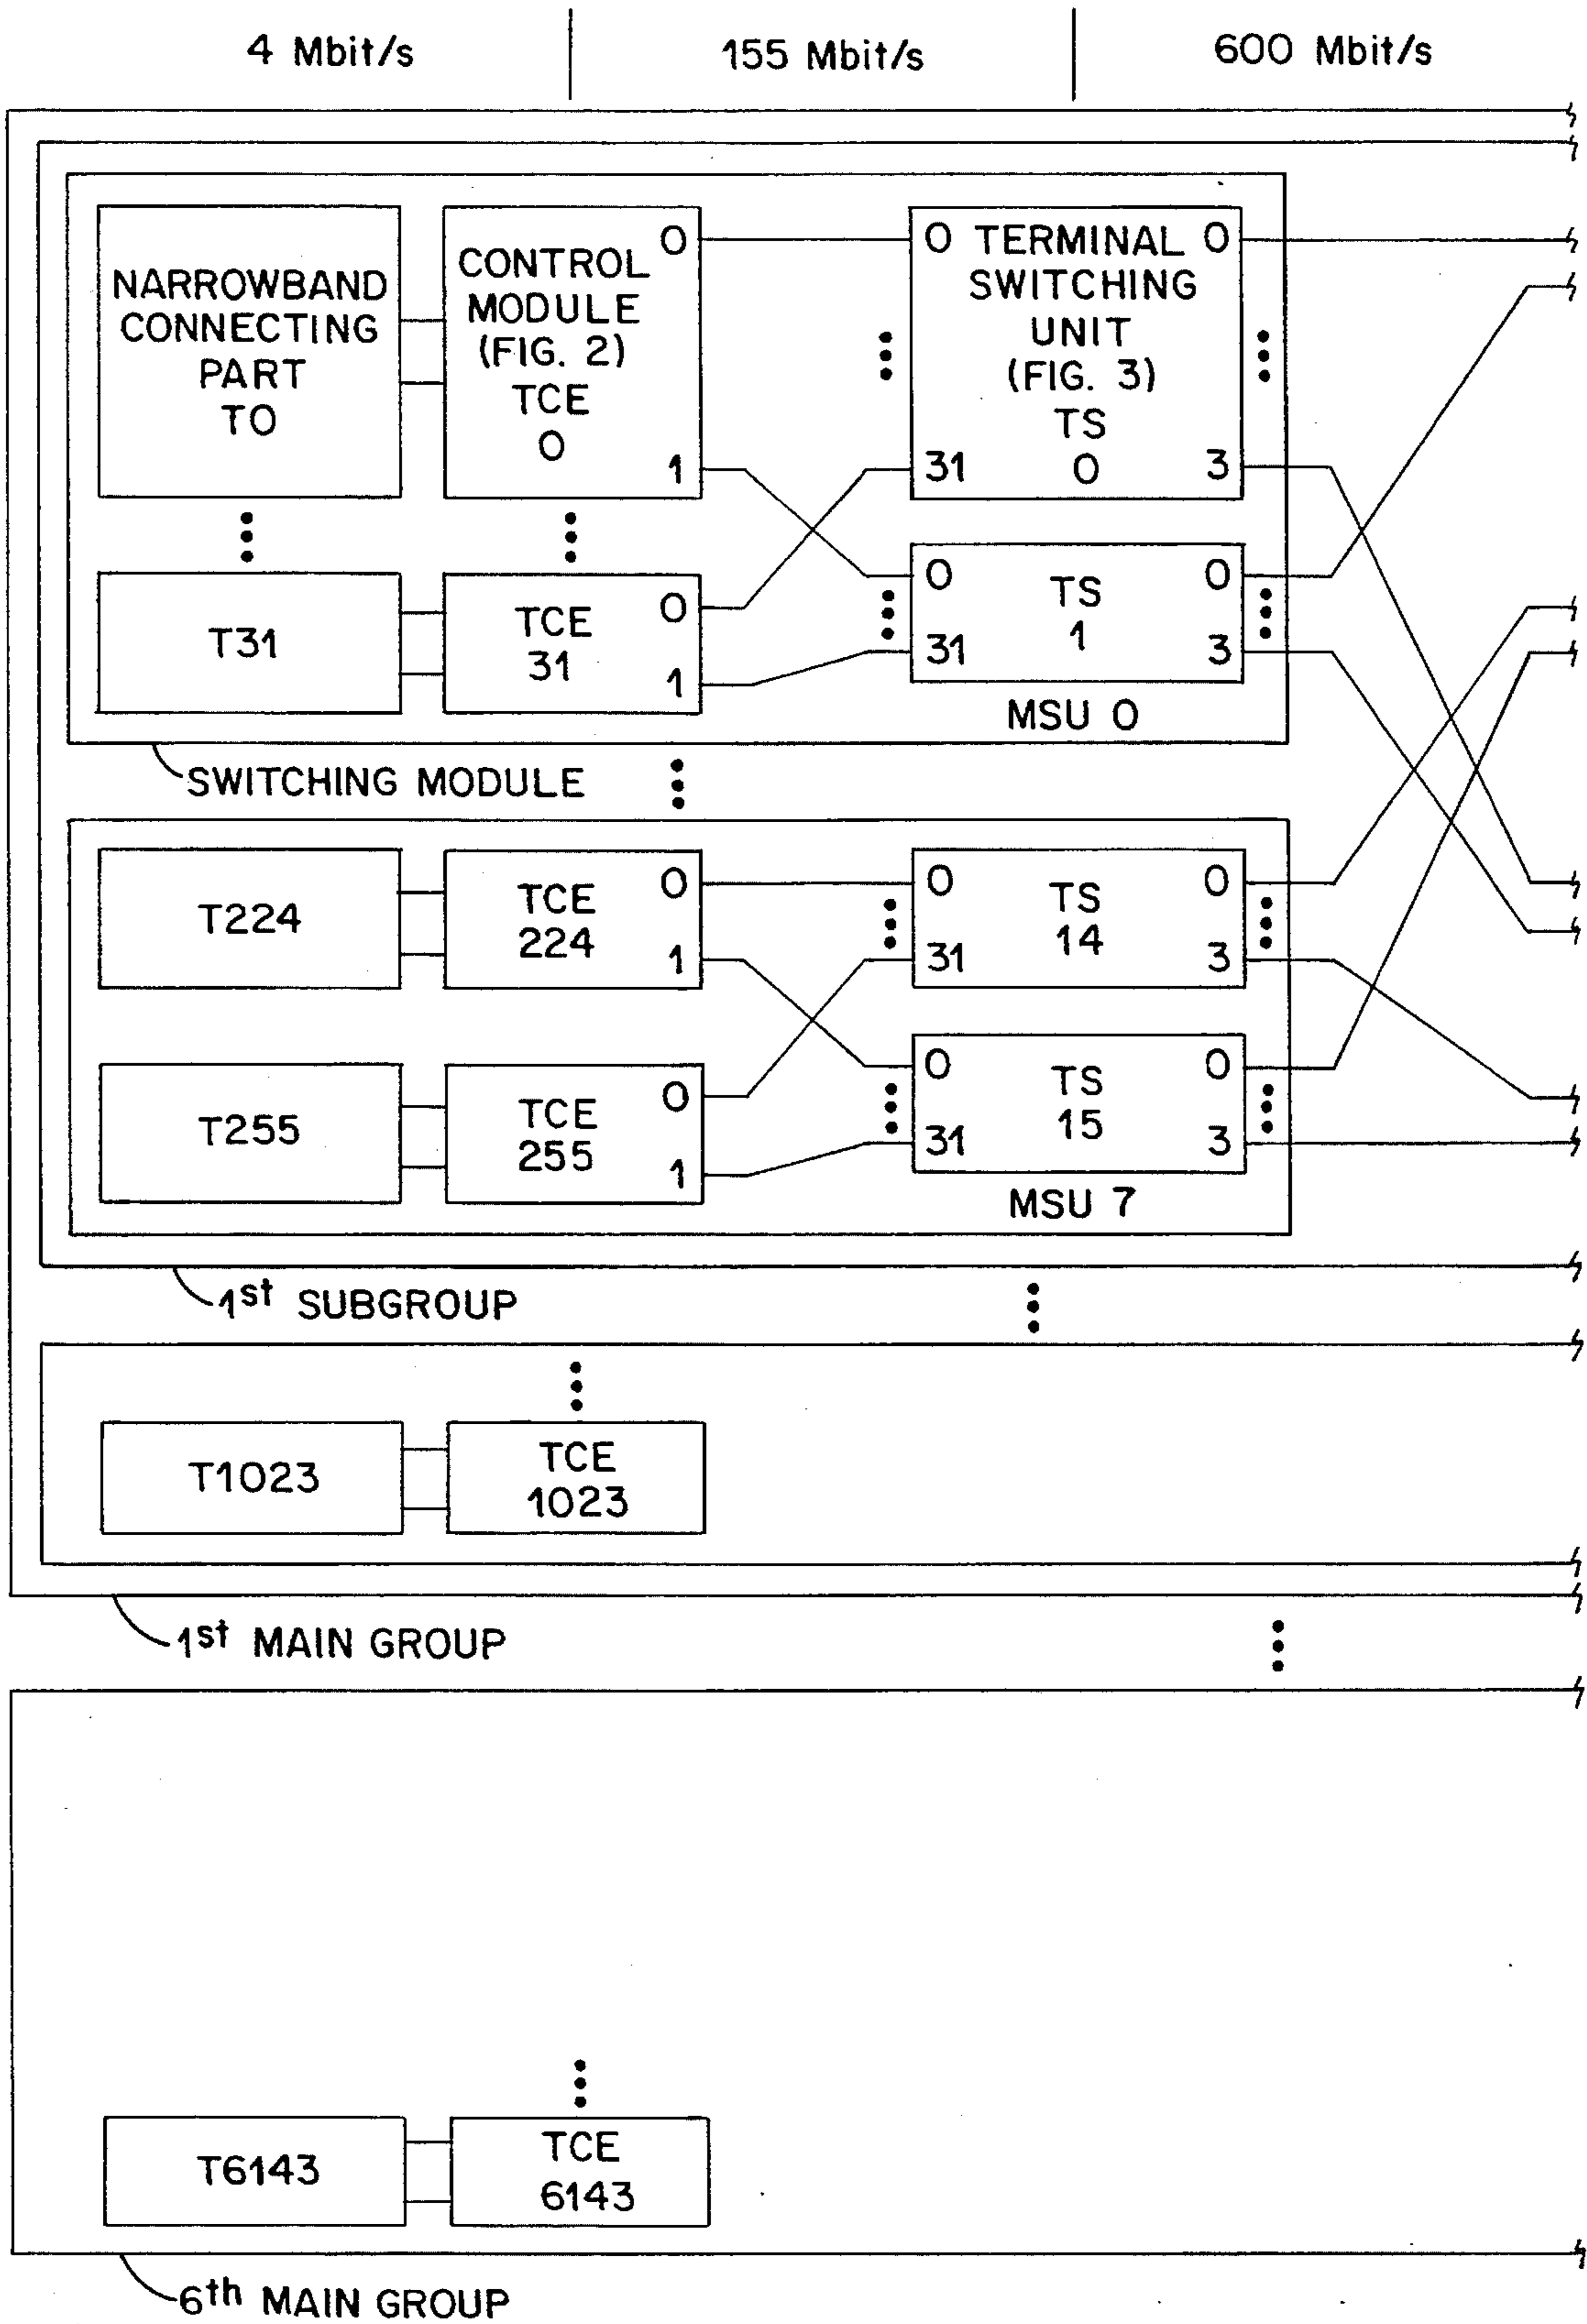 4 Mbit/s 155 Mbit/s 600 Mbit/s
NARROWBAND
CONNECTING
PART
TO
CONTROL
MODULE
(FIG. 2)
TCE
0
0
1
0 TERMINAL 0
SWITCHING
UNIT
(FIG. 3)
TS
31 0 3
T31
TCE
31
0
1
0
31
TS
1
0
3
MSU 0
SWITCHING MODULE
T224
TCE
224
0
1
0
31
TS
14
0
3
T255
TCE
255
0
1
0
31
TS
15
0
3
MSU 7
1st SUBGROUP
T1023
TCE
1023
1st MAIN GROUP
T6143
TCE
6143
6th MAIN GROUP